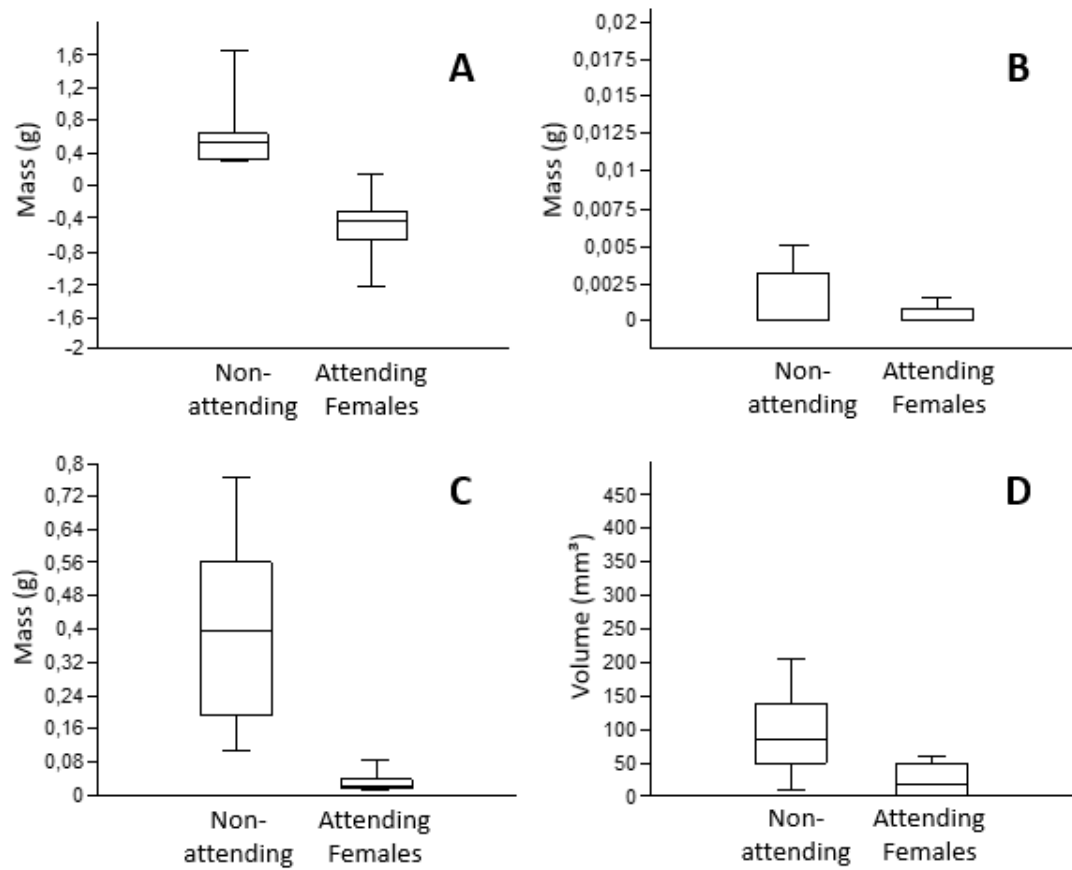 A
Mass (g)
1,6
1,2
0,8
0,4
0
-0,4
-0,8
-1,2
-1,6
-2
Non-
attending
Attending
Females
B
Mass (g)
0,02
0,0175
0,015
0,0125
0,01
0,0075
0,005
0,0025
0
Non-
attending
Attending
Females
C
Mass (g)
0,8
0,72
0,64
0,56
0,48
0,4
0,32
0,24
0,16
0,08
0
Non-
attending
Attending
Females
D
Volume (mm³)
450
400
350
300
250
200
150
100
50
0
Non-
attending
Attending
Females